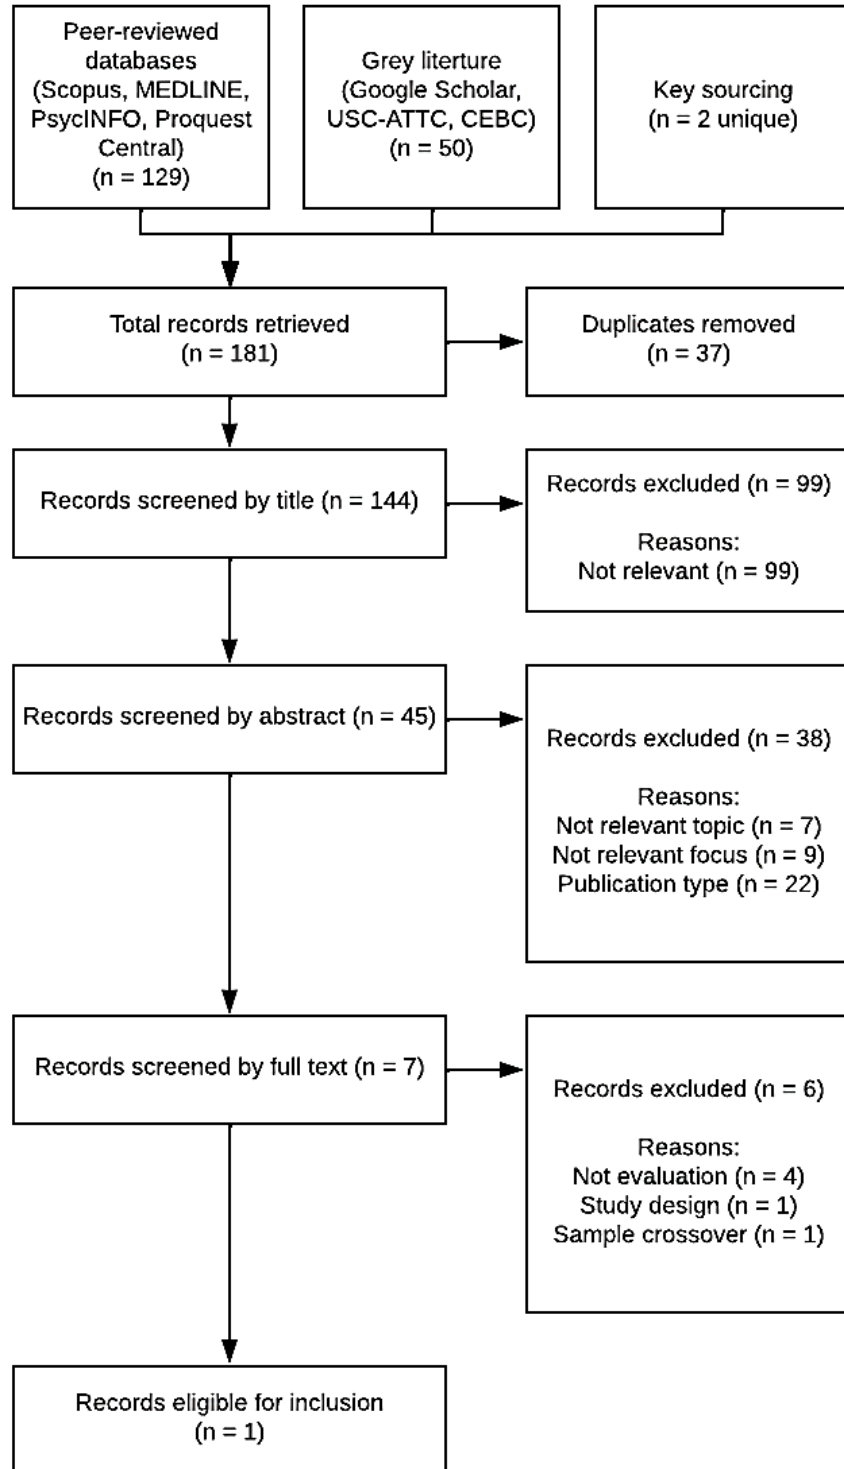 Peer-reviewed
databases
(Scopus, MEDLINE,
PsycINFO, Proquest
Central)
(n = 129)
Grey literture
(Google Scholar,
USC-ATTC, CEBC)
(n = 50)
Key sourcing
(n = 2 unique)
Total records retrieved
(n = 181)
Duplicates removed
(n = 37)
Records screened by title (n = 144)
Records excluded (n = 99)
Reasons:
Not relevant (n = 99)
Records screened by abstract (n = 45)
Records excluded (n = 38)
Reasons:
Not relevant topic (n = 7)
Not relevant focus (n = 9)
Publication type (n = 22)
Records screened by full text (n = 7)
Records excluded (n = 6)
Reasons:
Not evaluation (n = 4)
Study design (n = 1)
Sample crossover (n = 1)
Records eligible for inclusion
(n = 1)